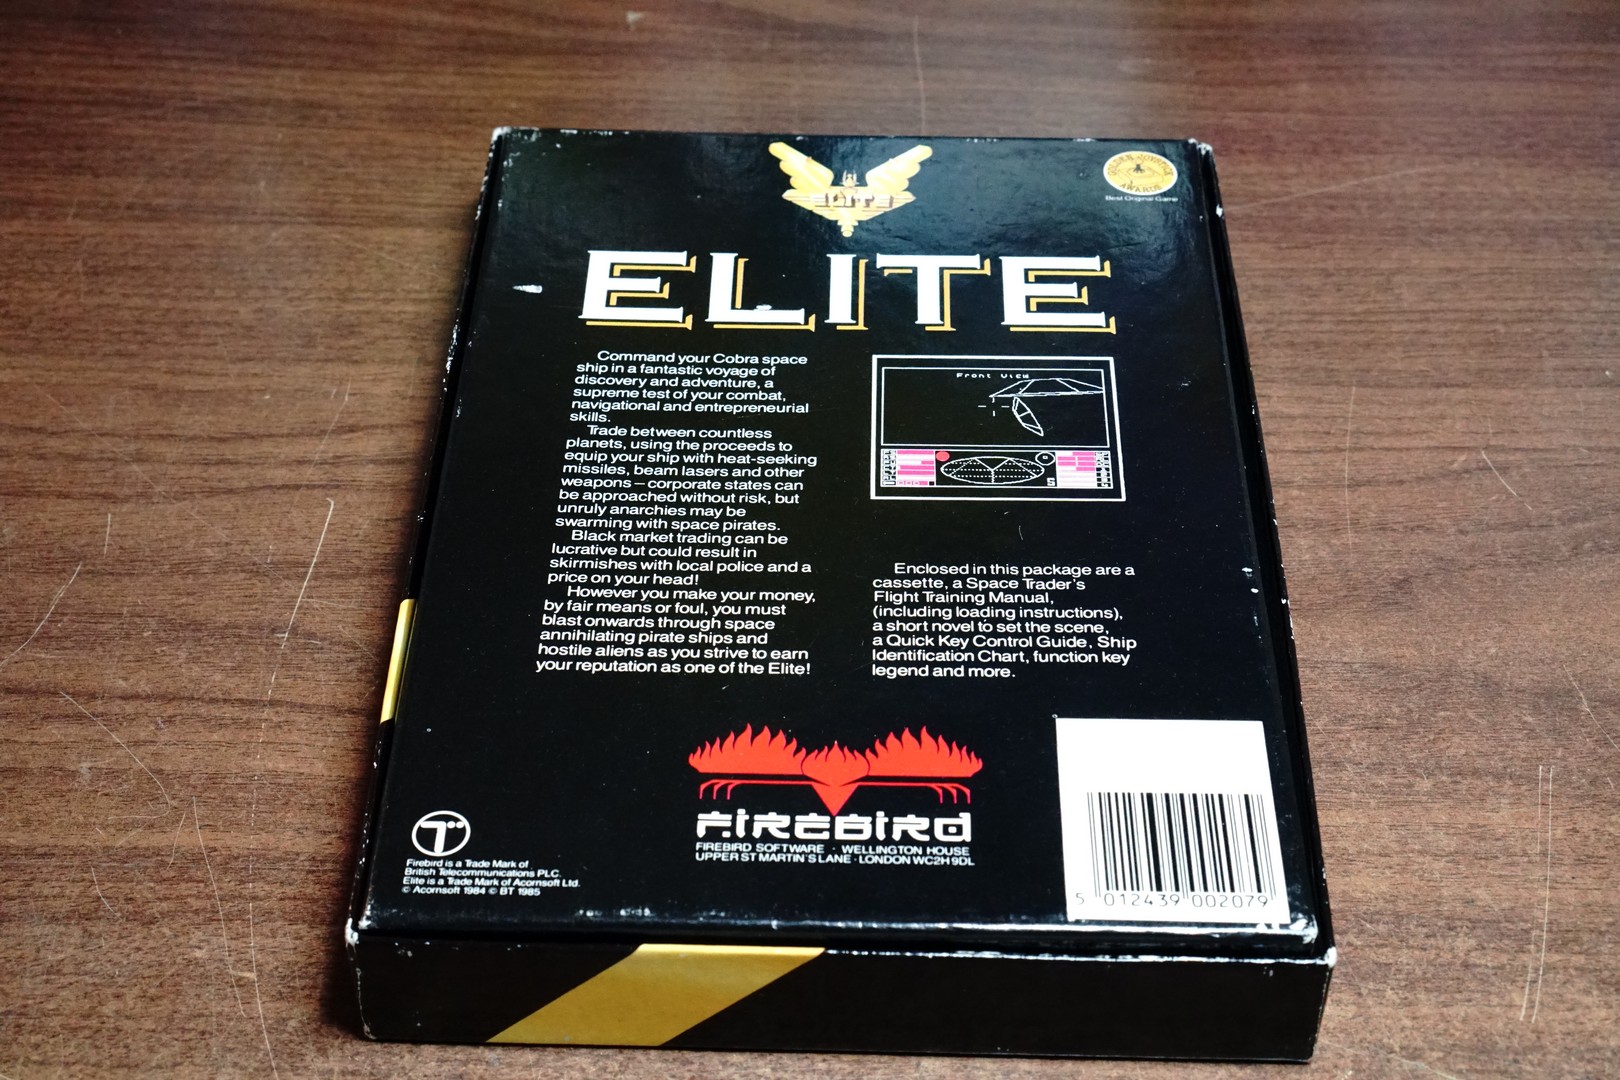 ELITE
GOLDEN JOYSTICK
AWARDS
Best Original Game
ELITE
Command your Cobra space
ship in a fantastic voyage of
discovery and adventure, a
supreme test of your combat,
navigational and entrepreneurial
skills.
Trade between countless
planets, using the proceeds to
equip your ship with heat-seeking
missiles, beam lasers and other
weapons — corporate states can
be approached without risk, but
unruly anarchies may be
swarming with space pirates.
Black market trading can be
lucrative but could result in
skirmishes with local police and a
price on your head!
However you make your money,
by fair means or foul, you must
blast onwards through space
annihilating pirate ships and
hostile aliens as you strive to earn
your reputation as one of the Elite!
Front View
S
Enclosed in this package are a
cassette, a Space Trader's
Flight Training Manual,
(including loading instructions),
a short novel to set the scene,
a Quick Key Control Guide, Ship
Identification Chart, function key
legend and more.
T
Firebird is a Trade Mark of
British Telecommunications PLC.
Elite is a Trade Mark of Acornsoft Ltd.
© Acornsoft 1984 © BT 1985
FIREBIRD
FIREBIRD SOFTWARE · WELLINGTON HOUSE
UPPER ST MARTIN'S LANE · LONDON WC2H 9DL
5 012439 002079